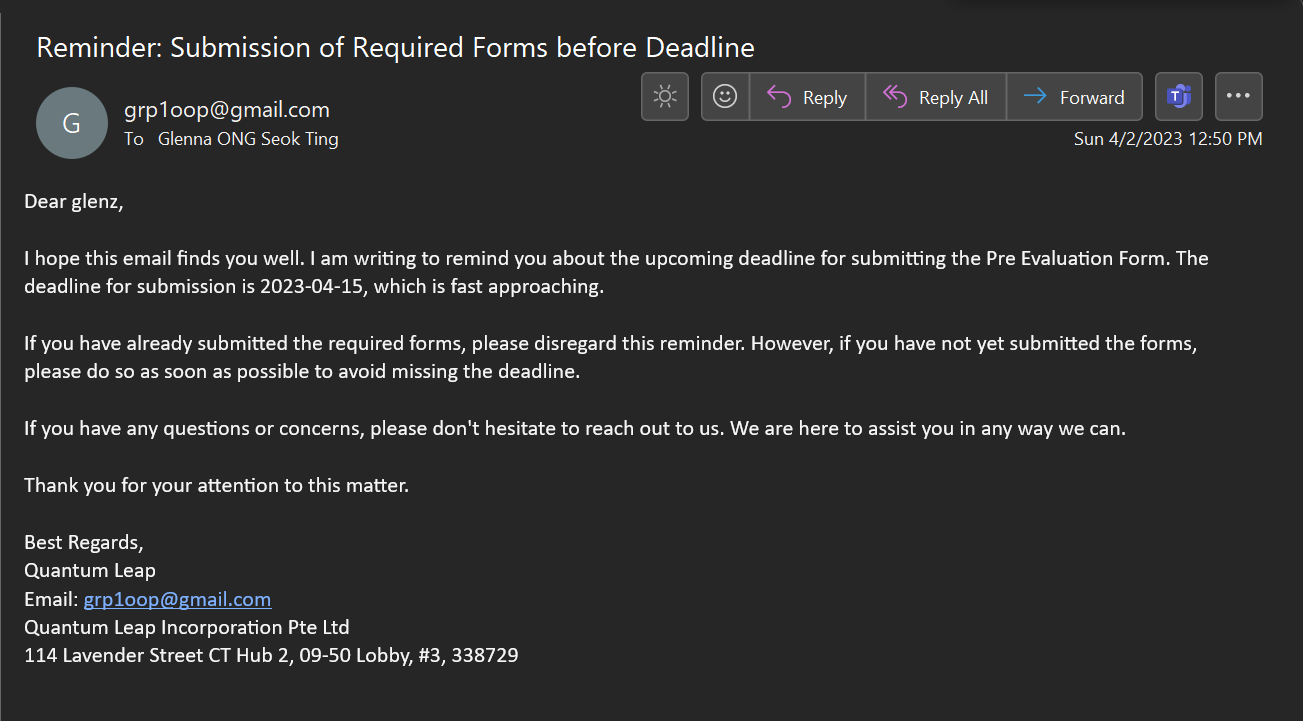 Reminder: Submission of Required Forms before Deadline
G
grp1oop@gmail.com
To Glenna ONG Seok Ting
Reply
Reply All
Forward
T
Sun 4/2/2023 12:50 PM
Dear glenz,
I hope this email finds you well. I am writing to remind you about the upcoming deadline for submitting the Pre Evaluation Form. The
deadline for submission is 2023-04-15, which is fast approaching.
If you have already submitted the required forms, please disregard this reminder. However, if you have not yet submitted the forms,
please do so as soon as possible to avoid missing the deadline.
If you have any questions or concerns, please don't hesitate to reach out to us. We are here to assist you in any way we can.
Thank you for your attention to this matter.
Best Regards,
Quantum Leap
Email: grp1oop@gmail.com
Quantum Leap Incorporation Pte Ltd
114 Lavender Street CT Hub 2, 09-50 Lobby, #3, 338729